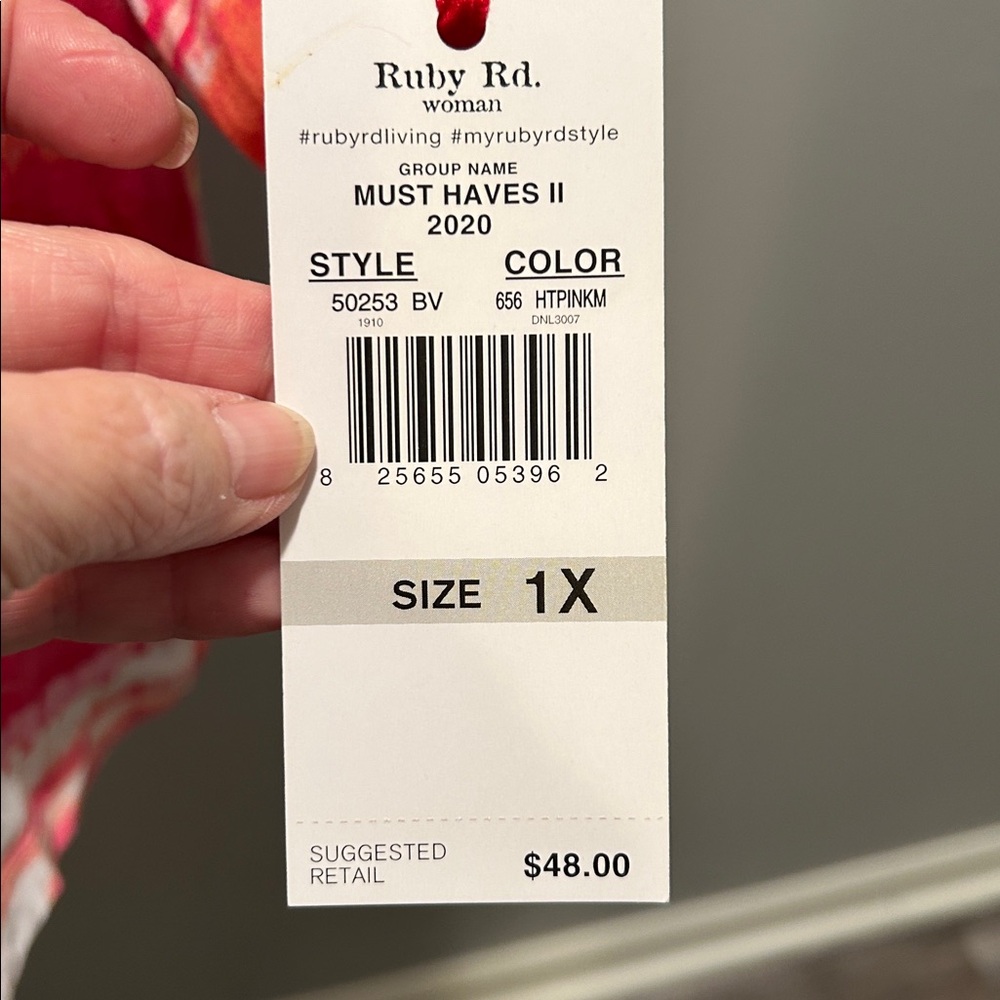 Ruby Rd.
woman
#rubyrdliving #myrubyrdstyle
GROUP NAME
MUST HAVES II
2020
STYLE COLOR
50253 BV 656 HTPINKM
1910 DNL3007
8 25655 05396 2
SIZE 1X
SUGGESTED
RETAIL $48.00